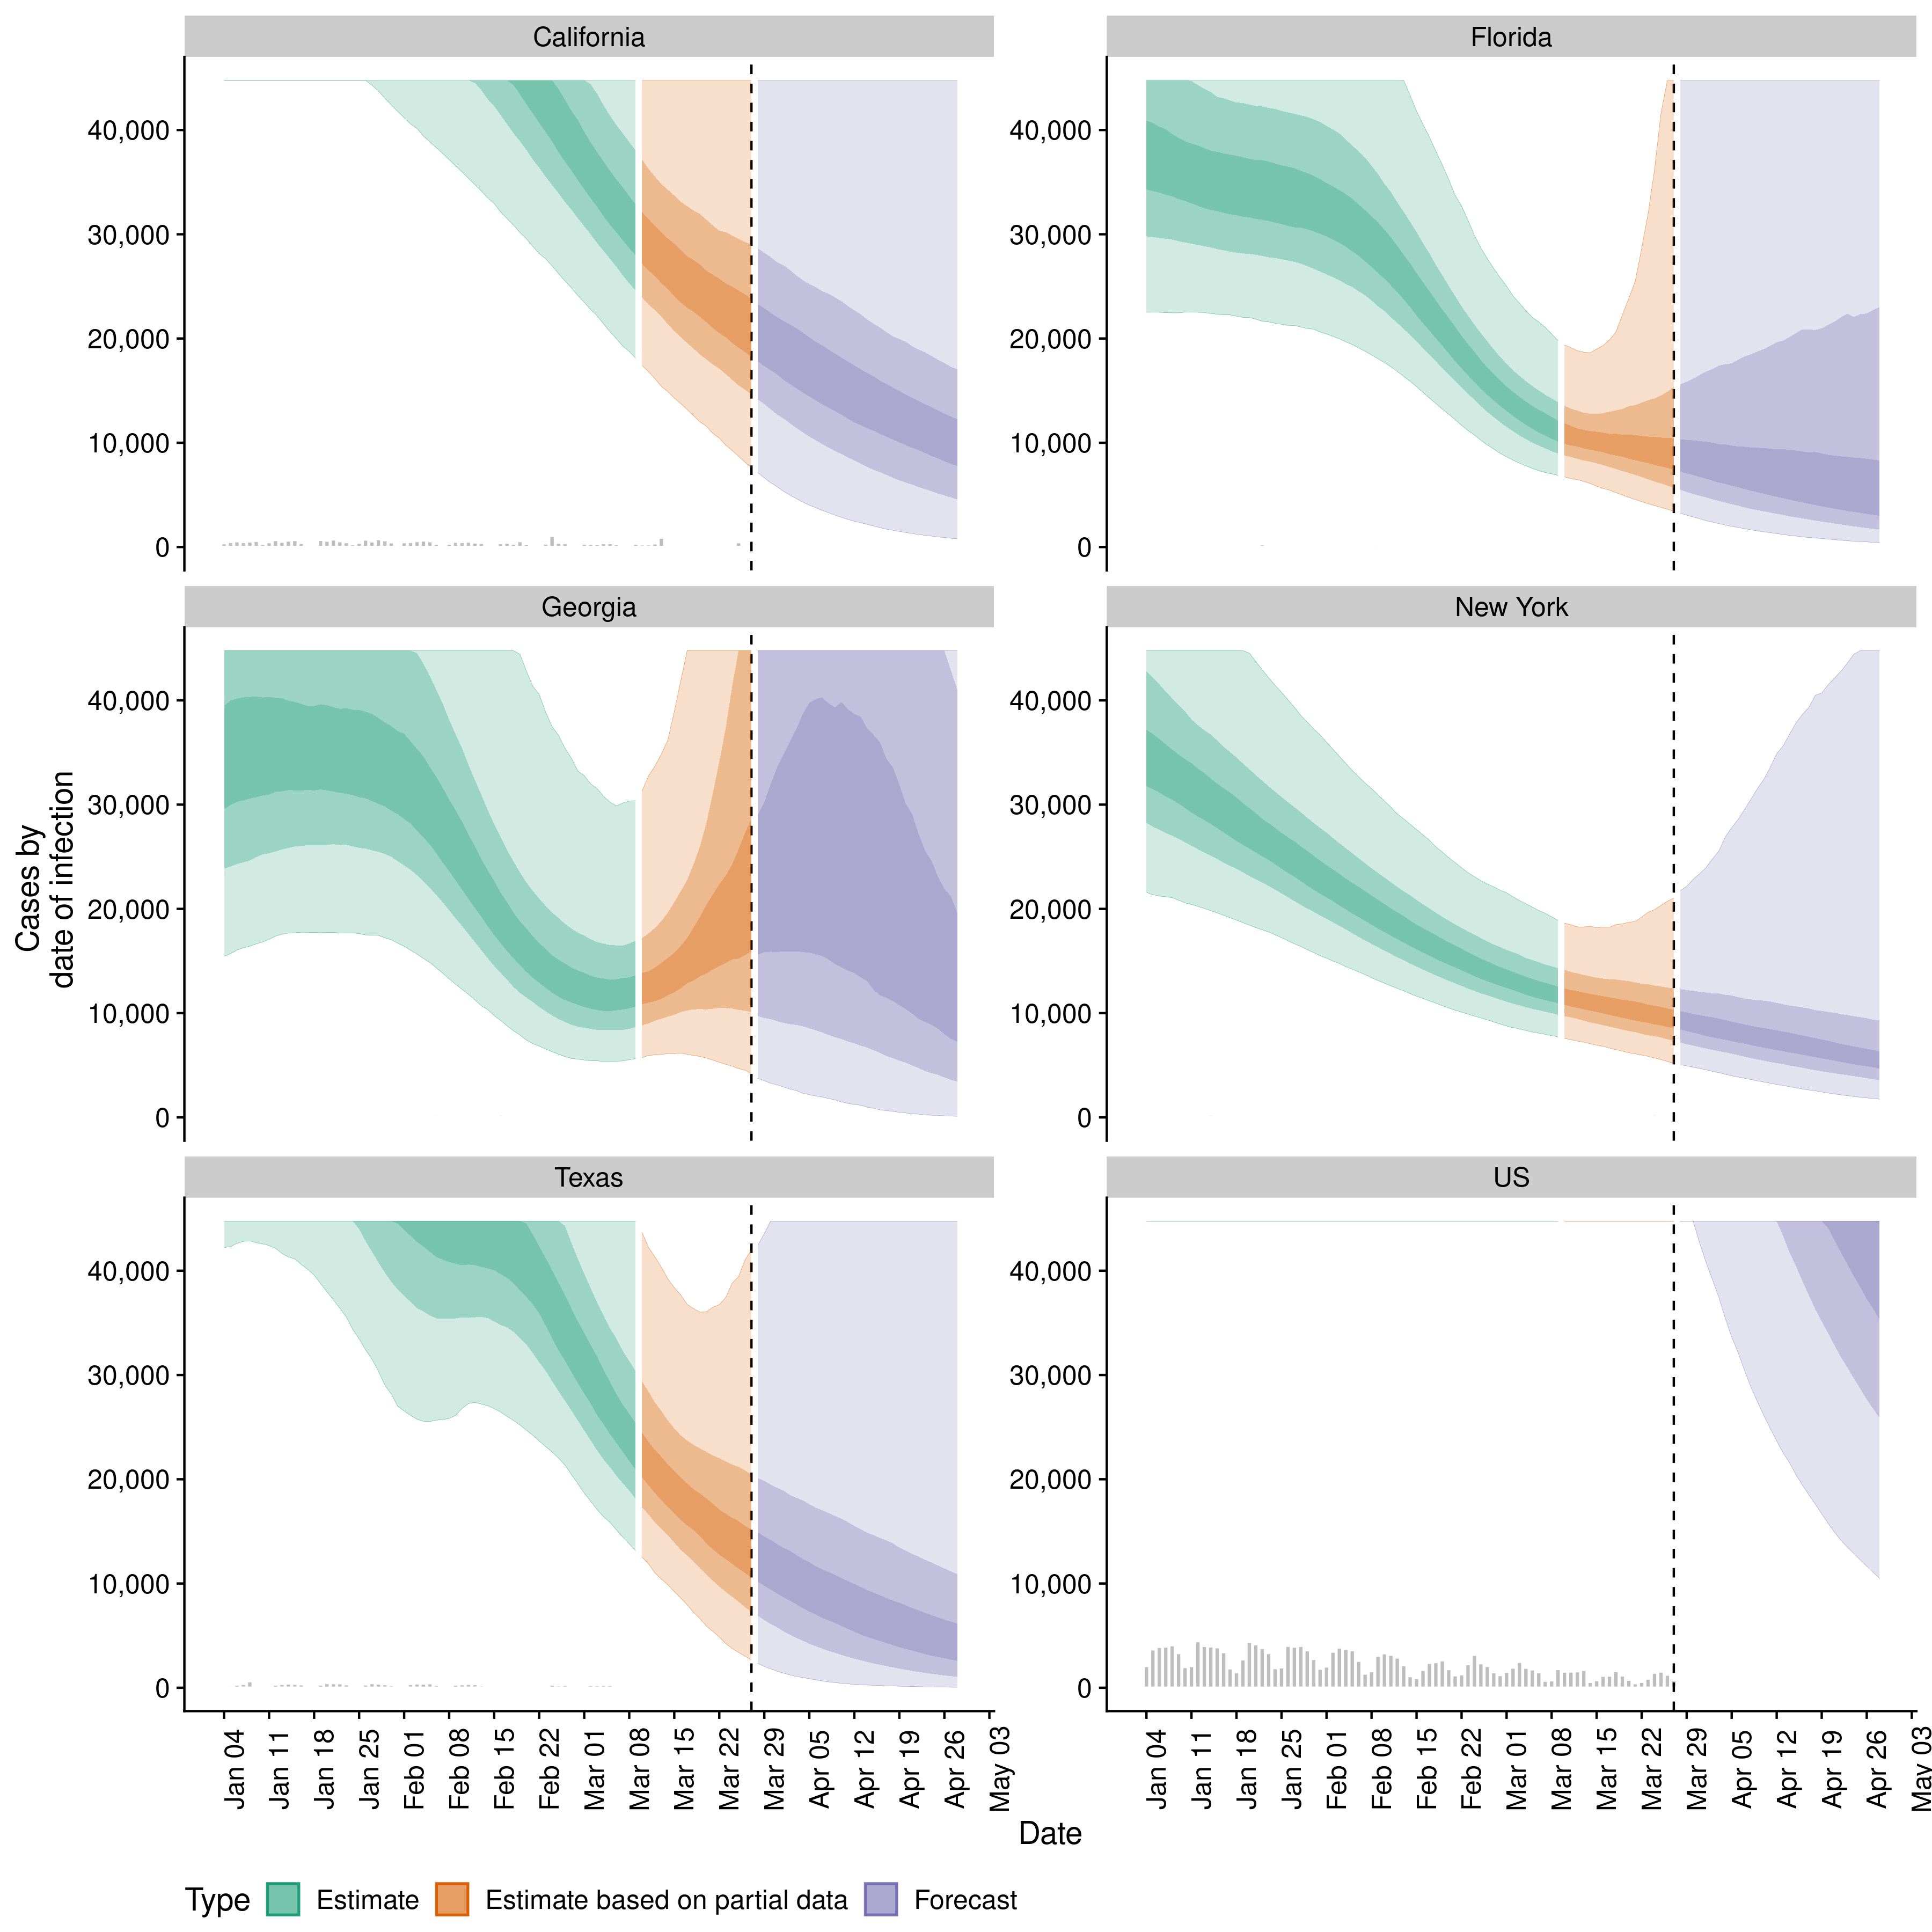 California
Florida
40,000
30,000
20,000
10,000
0
40,000
30,000
20,000
10,000
0
Georgia
New York
40,000
30,000
20,000
10,000
0
40,000
30,000
20,000
10,000
0
Cases by
date of infection
Texas
US
40,000
30,000
20,000
10,000
0
40,000
30,000
20,000
10,000
0
Jan 04
Jan 11
Jan 18
Jan 25
Feb 01
Feb 08
Feb 15
Feb 22
Mar 01
Mar 08
Mar 15
Mar 22
Mar 29
Apr 05
Apr 12
Apr 19
Apr 26
May 03
Jan 04
Jan 11
Jan 18
Jan 25
Feb 01
Feb 08
Feb 15
Feb 22
Mar 01
Mar 08
Mar 15
Mar 22
Mar 29
Apr 05
Apr 12
Apr 19
Apr 26
May 03
Date
Type Estimate Estimate based on partial data Forecast